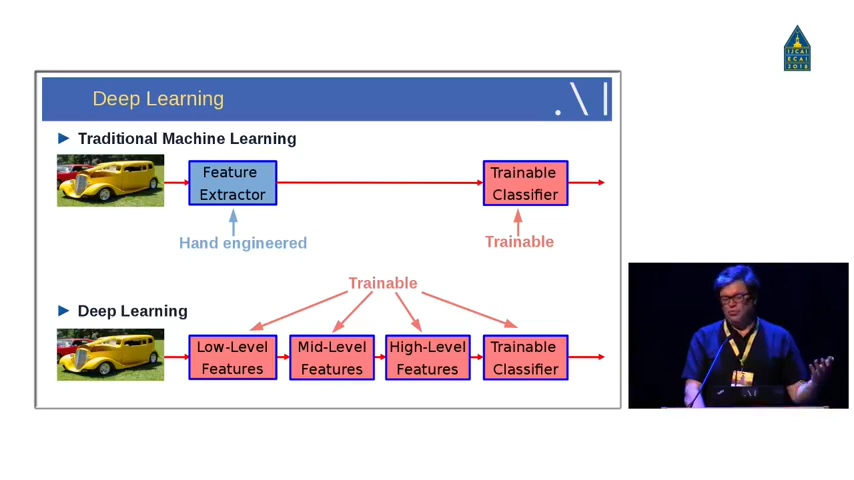 IJCAI
ECAI
2018
Deep Learning
Traditional Machine Learning
Feature
Extractor
Trainable
Classifier
Hand engineered
Trainable
Trainable
Deep Learning
Low-Level
Features
Mid-Level
Features
High-Level
Features
Trainable
Classifier